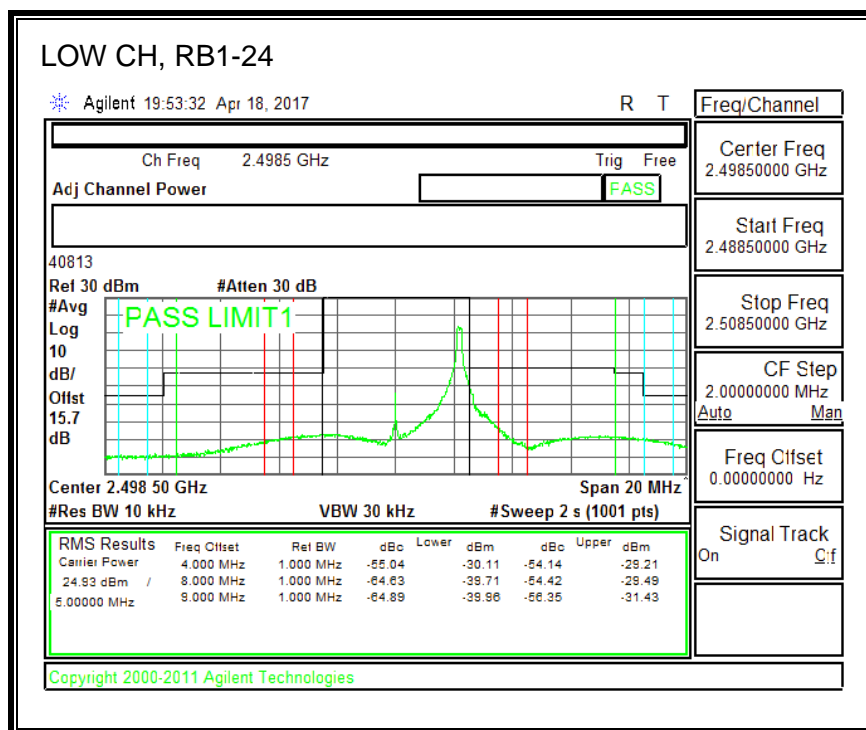 LOW CH, RB1-24
Agilent 19:53:32 Apr 18, 2017 R T
Freq/Channel
Ch Freq 2.4985 GHz Trig Free
Adj Channel Power PASS
Center Freq
2.49850000 GHz
Start Freq
2.48850000 GHz
Stop Freq
2.50850000 GHz
CF Step
2.00000000 MHz
Auto Man
Freq Offset
0.00000000 Hz
Signal Track
On Off
40813
Ref 30 dBm #Atten 30 dB
#Avg
Log
10
dB/
Offst
15.7
dB
PASS LIMIT1
Center 2.498 50 GHz Span 20 MHz
#Res BW 10 kHz VBW 30 kHz #Sweep 2 s (1001 pts)
RMS Results Freq Offset Ref BW dBc Lower dBm dBc Upper dBm
Carrier Power 4.000 MHz 1.000 MHz -55.04 -30.11 -54.14 -29.21
24.93 dBm / 8.000 MHz 1.000 MHz -64.63 -39.71 -54.42 -29.49
5.00000 MHz 9.000 MHz 1.000 MHz -64.89 -39.96 -56.35 -31.43
Copyright 2000-2011 Agilent Technologies